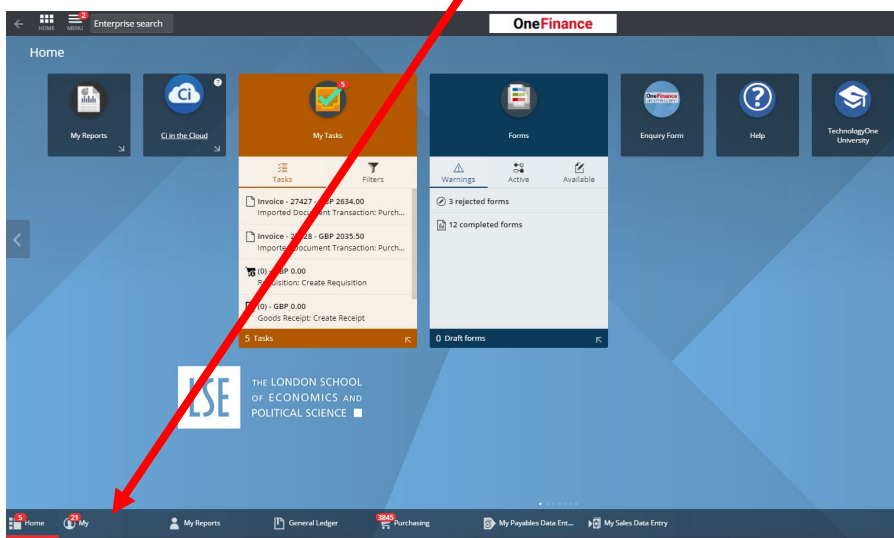 HOME
MENU
2
Enterprise search
OneFinance
Home
My Reports
Ci
Ci in the Cloud
?
5
My Tasks
Forms
OneFinance
Enquiry Form
?
Help
TechnologyOne
University
Tasks
Filters
Invoice - 27427 - GBP 2634.00
Imported Document Transaction: Purch...
Invoice - 28 - GBP 2035.50
Imported Document Transaction: Purch...
(0) - GBP 0.00
Requisition: Create Requisition
(0) - GBP 0.00
Goods Receipt: Create Receipt
5 Tasks
Warnings
Active
Available
3 rejected forms
12 completed forms
0 Draft forms
LSE
THE LONDON SCHOOL
OF ECONOMICS AND
POLITICAL SCIENCE
5
Home
21
My
My Reports
General Ledger
3845
Purchasing
My Payables Data Ent...
My Sales Data Entry